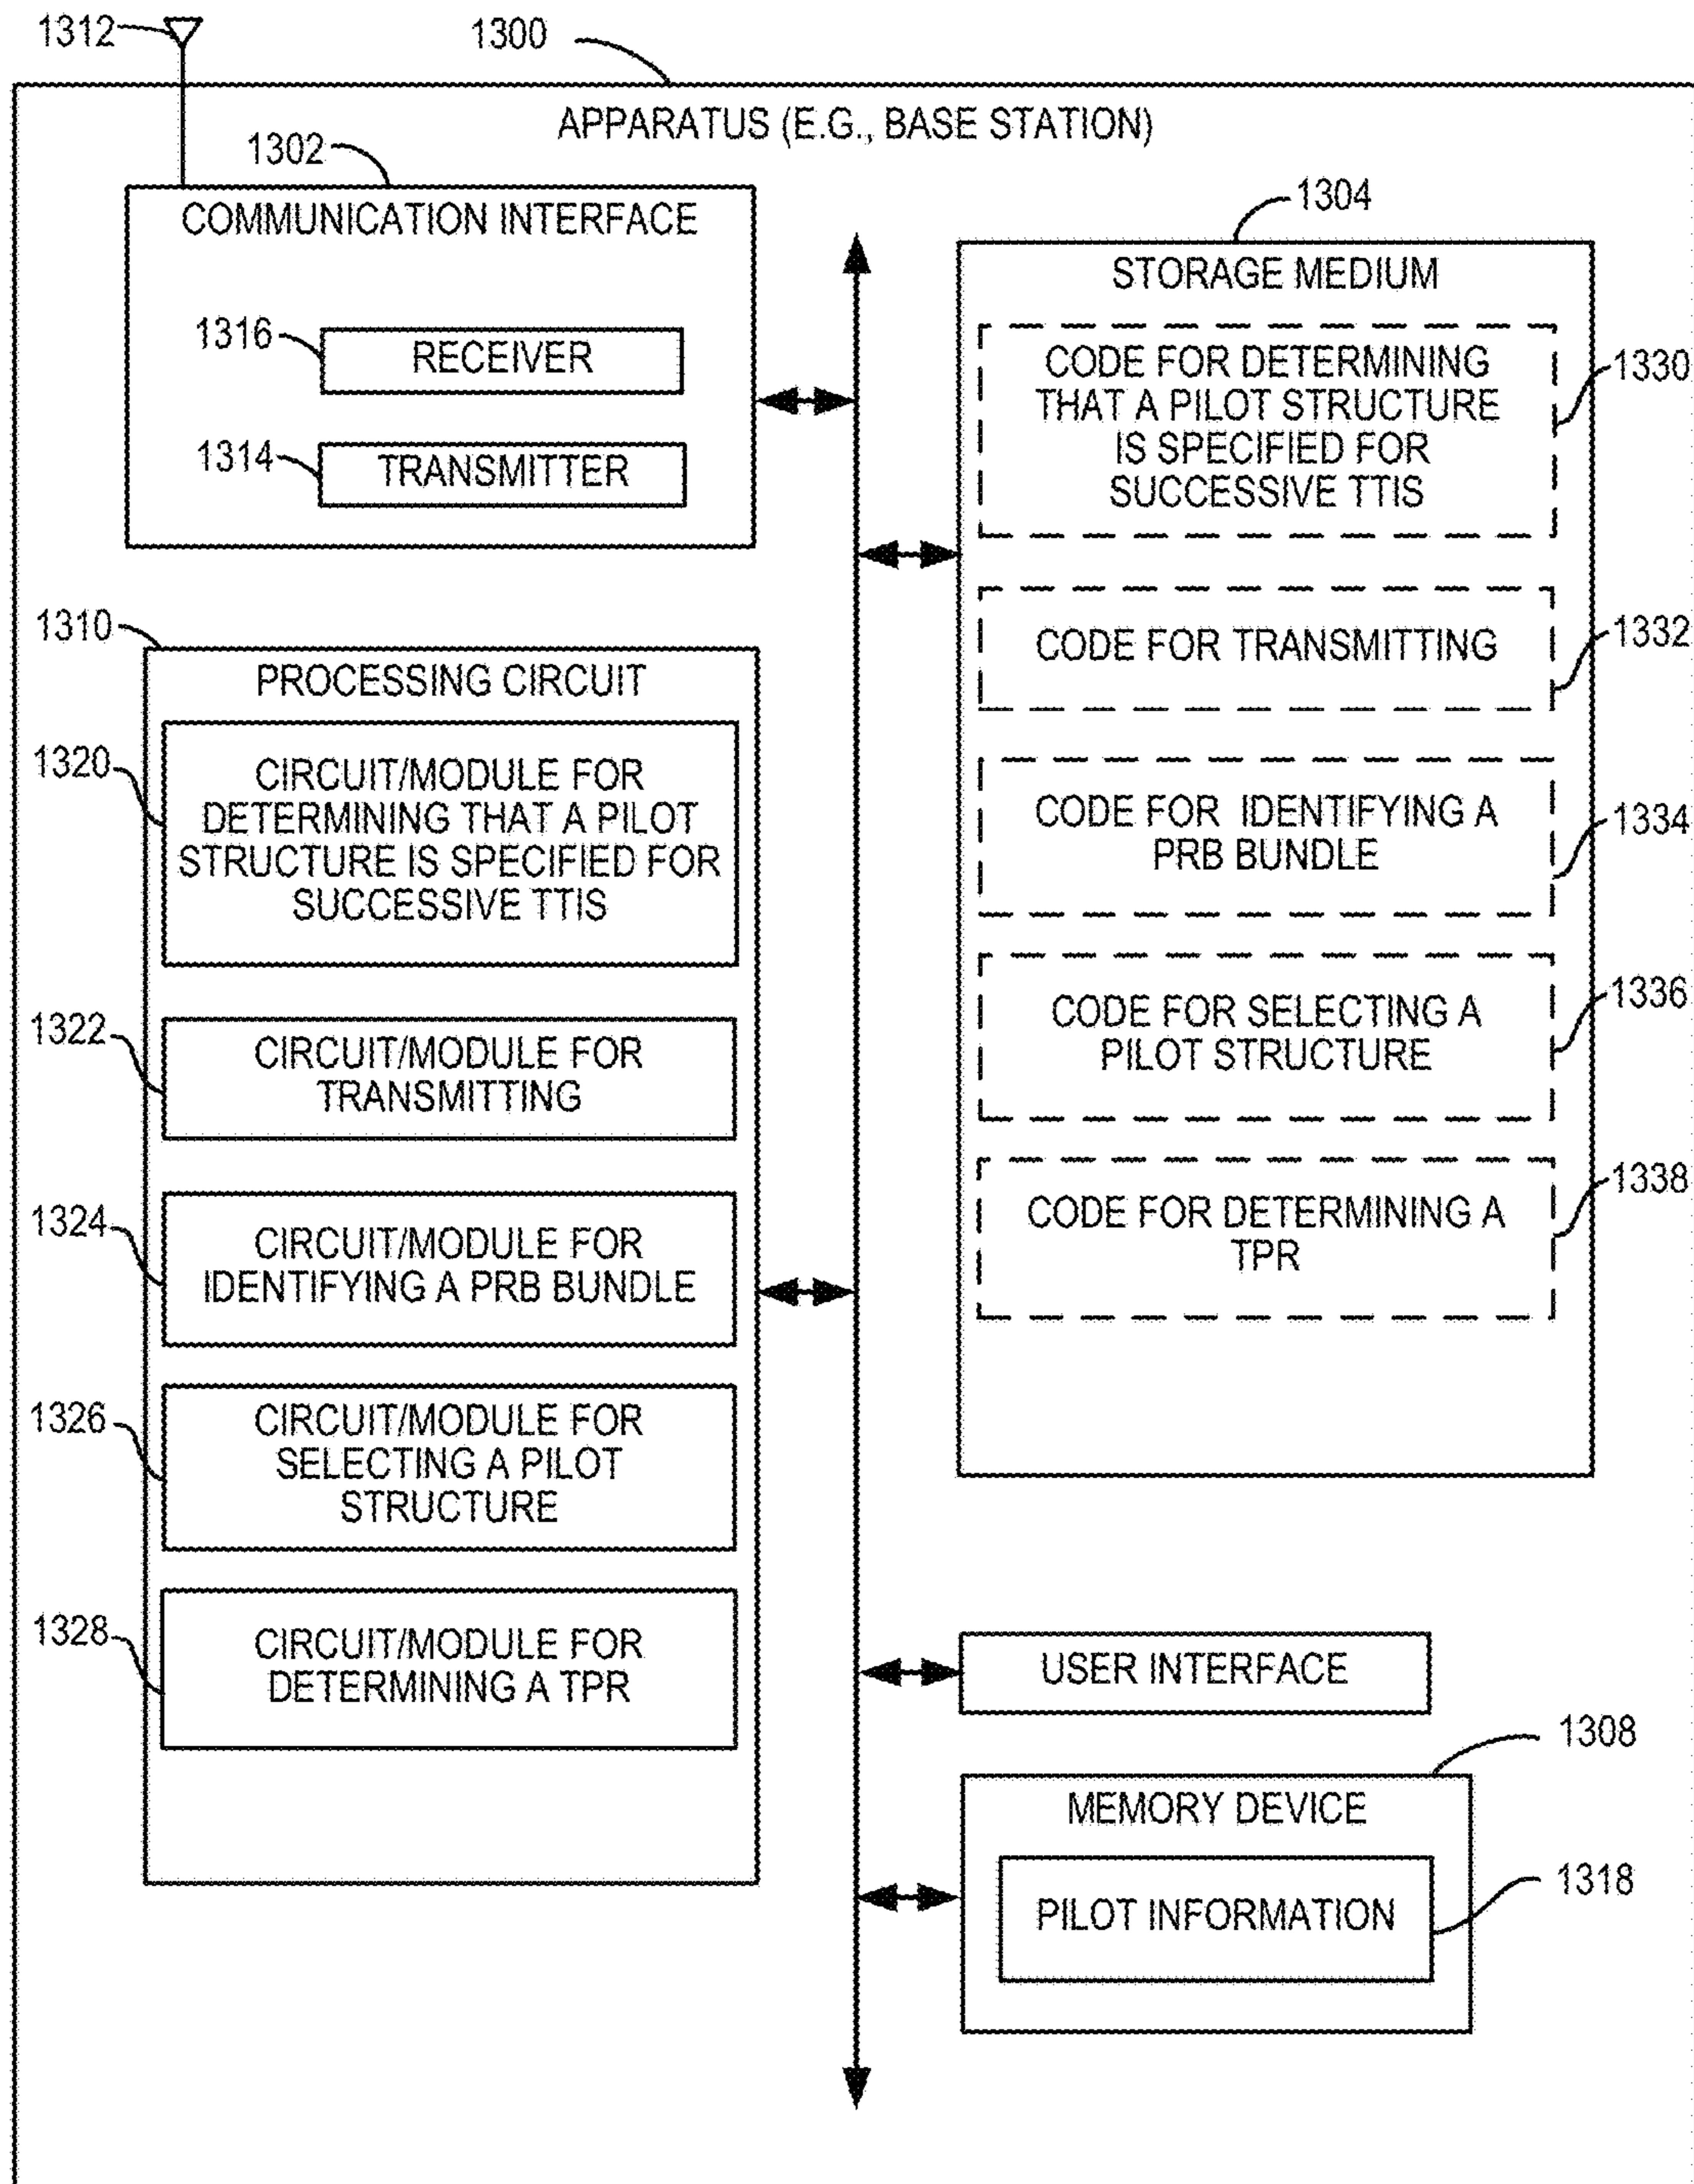 1312
1300
APPARATUS (E.G., BASE STATION)
1302
COMMUNICATION INTERFACE
1316
RECEIVER
1314
TRANSMITTER
1304
STORAGE MEDIUM
CODE FOR DETERMINING
THAT A PILOT STRUCTURE
IS SPECIFIED FOR
SUCCESSIVE TTIS
1330
CODE FOR TRANSMITTING
1332
CODE FOR IDENTIFYING A
PRB BUNDLE
1334
CODE FOR SELECTING A
PILOT STRUCTURE
1336
CODE FOR DETERMINING A
TPR
1338
1310
PROCESSING CIRCUIT
1320
CIRCUIT/MODULE FOR
DETERMINING THAT A PILOT
STRUCTURE IS SPECIFIED FOR
SUCCESSIVE TTIS
1322
CIRCUIT/MODULE FOR
TRANSMITTING
1324
CIRCUIT/MODULE FOR
IDENTIFYING A PRB BUNDLE
1326
CIRCUIT/MODULE FOR
SELECTING A PILOT
STRUCTURE
1328
CIRCUIT/MODULE FOR
DETERMINING A TPR
USER INTERFACE
1308
MEMORY DEVICE
PILOT INFORMATION
1318